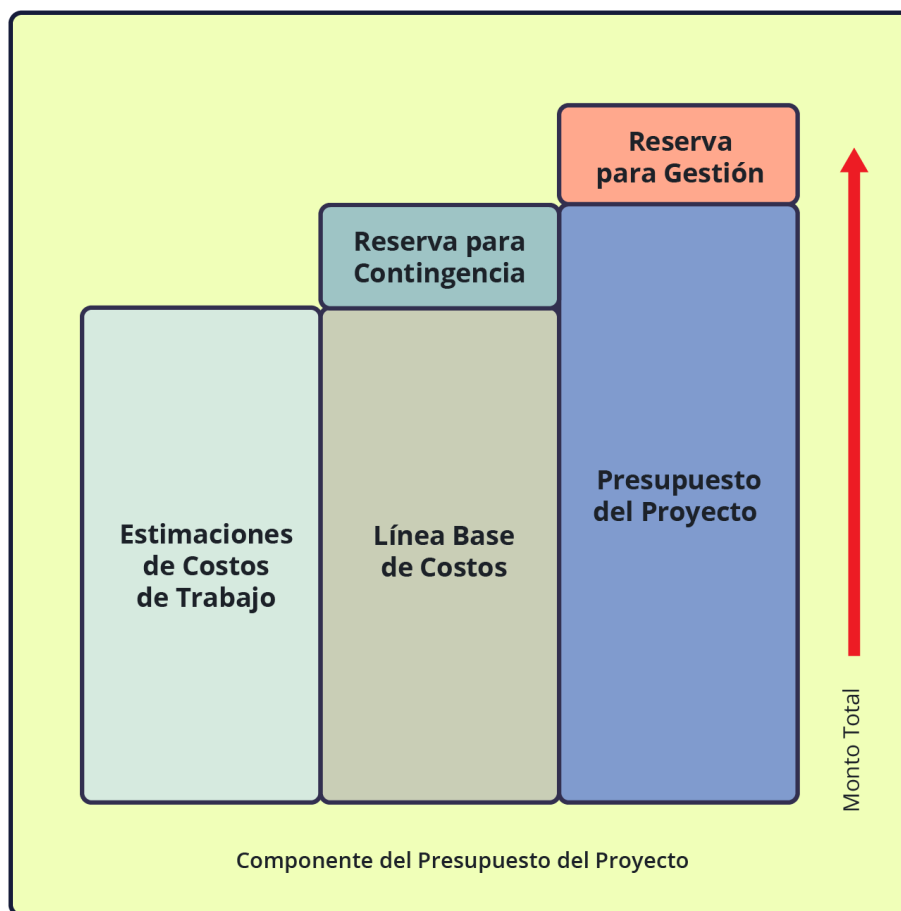 Reserva
para Gestión
Reserva para
Contingencia
Presupuesto
del Proyecto
Estimaciones
de Costos
de Trabajo
Línea Base
de Costos
Monto Total
Componente del Presupuesto del Proyecto